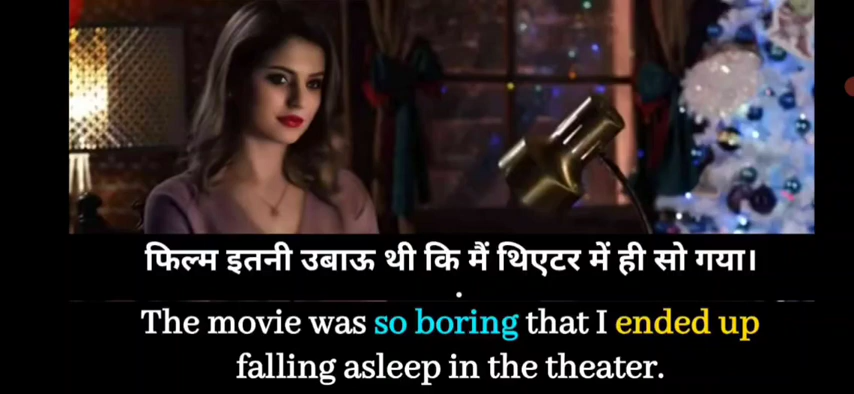 फिल्म इतनी उबाऊ थी कि मैं थिएटर में ही सो गया।
.
The movie was so boring that I ended up
falling asleep in the theater.